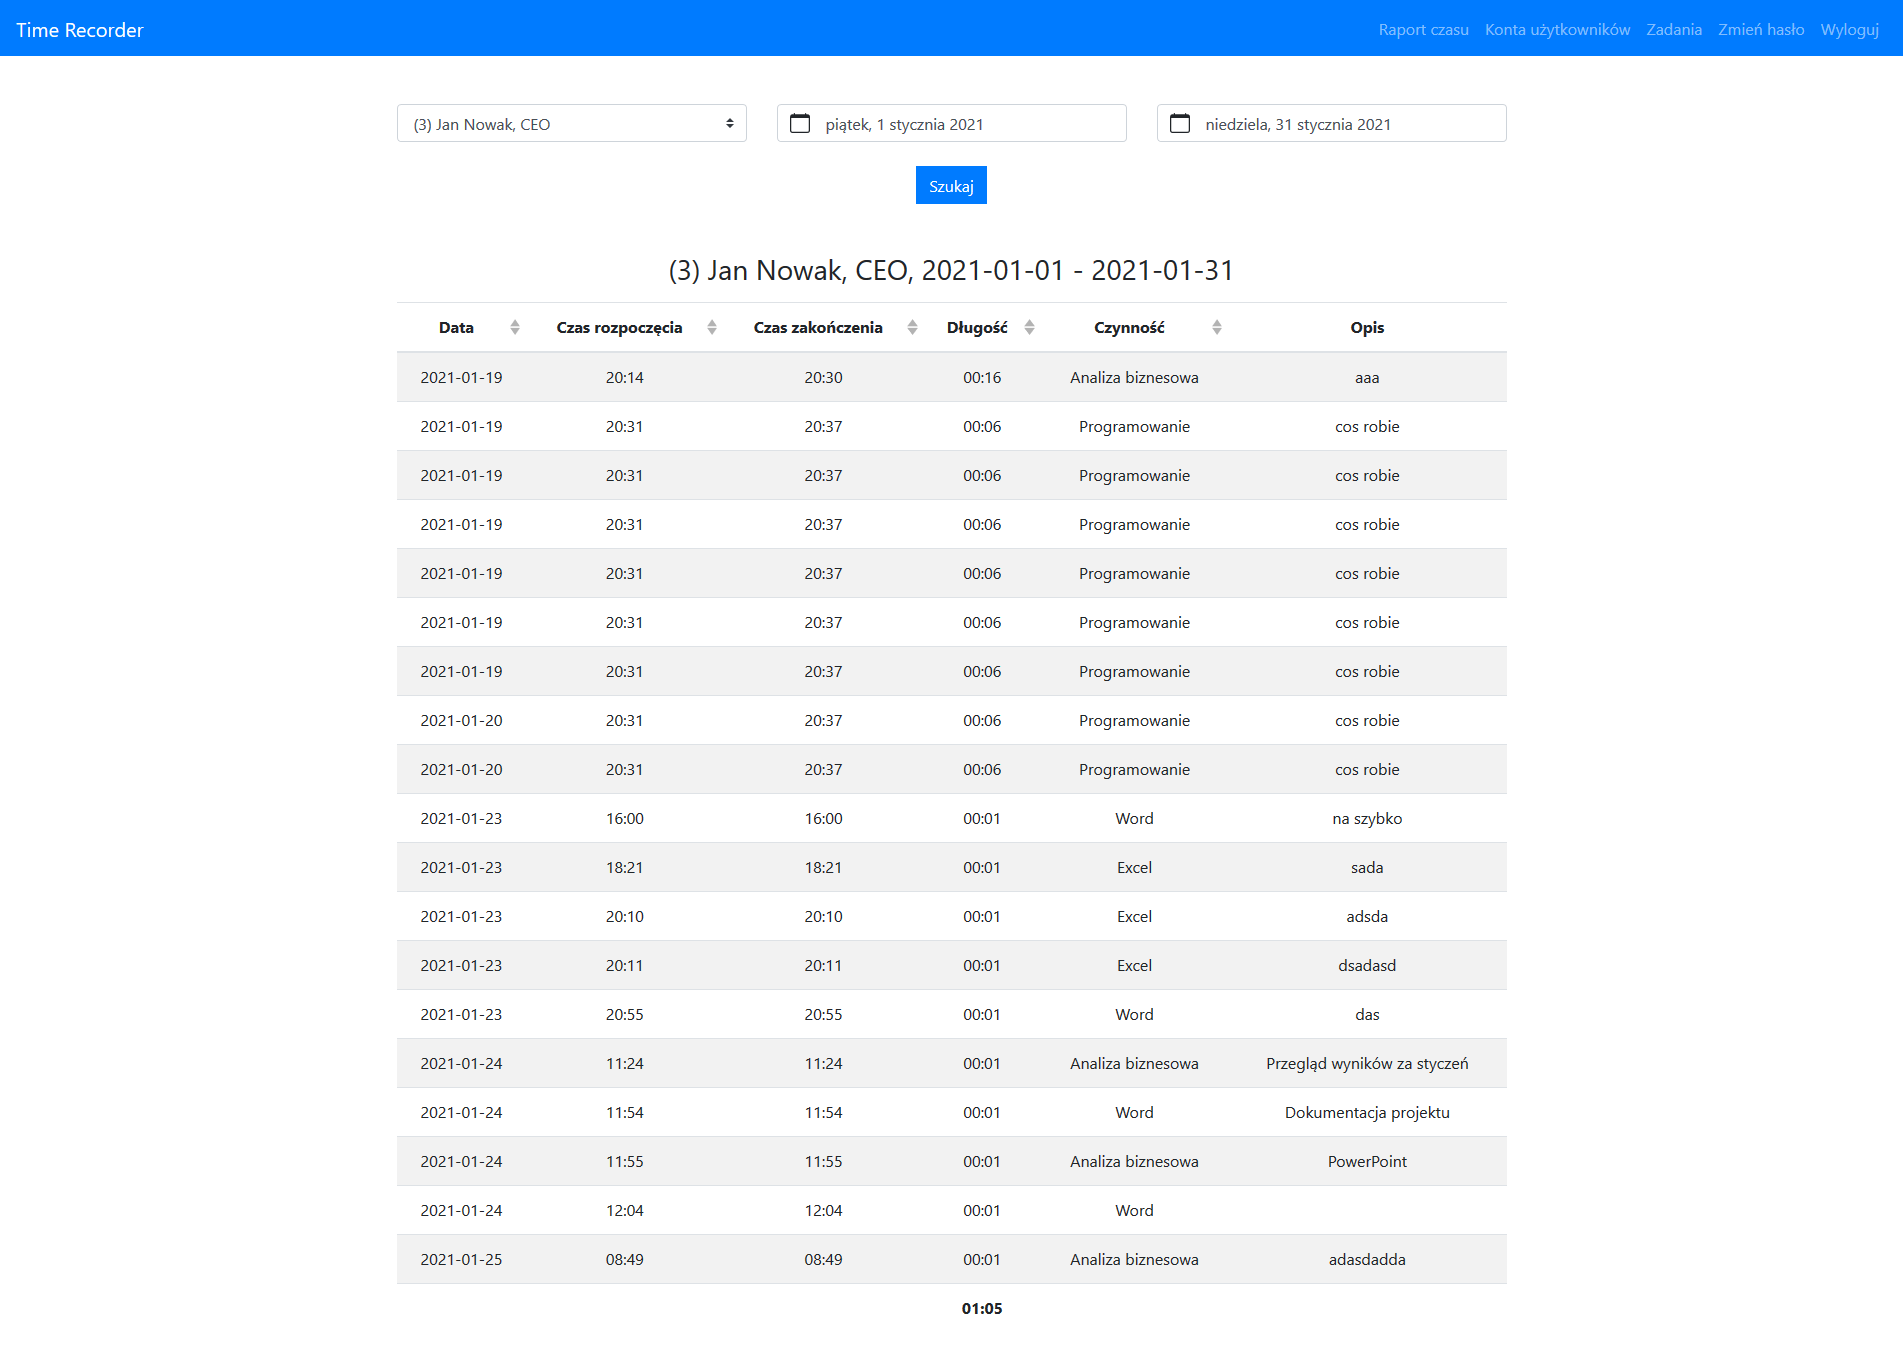 Time Recorder Raport czasu Konta użytkowników Zadania Zmień hasło Wyloguj
(3) Jan Nowak, CEO piątek, 1 stycznia 2021 niedziela, 31 stycznia 2021
Szukaj
(3) Jan Nowak, CEO, 2021-01-01 - 2021-01-31
Data Czas rozpoczęcia Czas zakończenia Długość Czynność Opis
2021-01-19 20:14 20:30 00:16 Analiza biznesowa aaa
2021-01-19 20:31 20:37 00:06 Programowanie cos robie
2021-01-19 20:31 20:37 00:06 Programowanie cos robie
2021-01-19 20:31 20:37 00:06 Programowanie cos robie
2021-01-19 20:31 20:37 00:06 Programowanie cos robie
2021-01-19 20:31 20:37 00:06 Programowanie cos robie
2021-01-19 20:31 20:37 00:06 Programowanie cos robie
2021-01-20 20:31 20:37 00:06 Programowanie cos robie
2021-01-20 20:31 20:37 00:06 Programowanie cos robie
2021-01-23 16:00 16:00 00:01 Word na szybko
2021-01-23 18:21 18:21 00:01 Excel sada
2021-01-23 20:10 20:10 00:01 Excel adsda
2021-01-23 20:11 20:11 00:01 Excel dsadasd
2021-01-23 20:55 20:55 00:01 Word das
2021-01-24 11:24 11:24 00:01 Analiza biznesowa Przegląd wyników za styczeń
2021-01-24 11:54 11:54 00:01 Word Dokumentacja projektu
2021-01-24 11:55 11:55 00:01 Analiza biznesowa PowerPoint
2021-01-24 12:04 12:04 00:01 Word
2021-01-25 08:49 08:49 00:01 Analiza biznesowa adasdadda
01:05